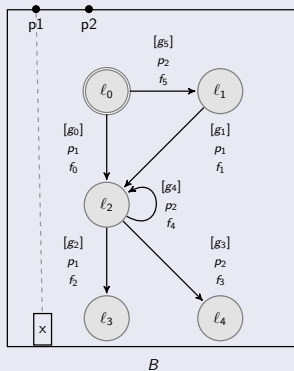 p1 p2
[g₅]
p₂
f₅
ℓ₀ ℓ₁
[g₀]
p₁
f₀
[g₁]
p₁
f₁
[g₄]
p₂
f₄
ℓ₂
[g₂]
p₁
f₂
[g₃]
p₂
f₃
x
ℓ₃ ℓ₄
B